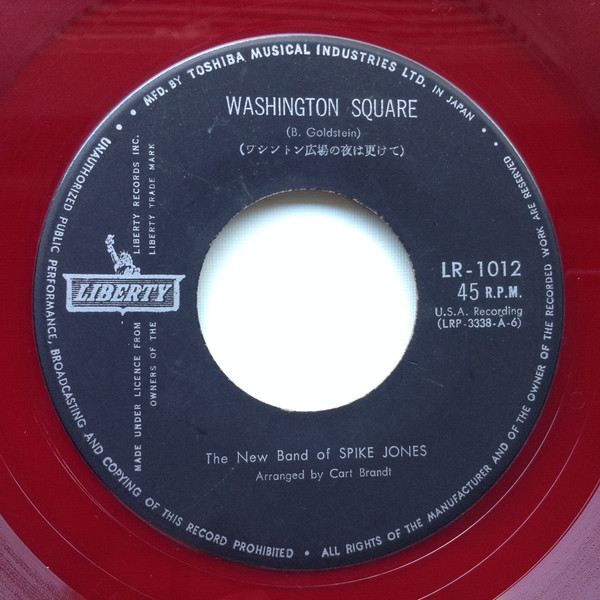 • MFD. BY TOSHIBA MUSICAL INDUSTRIES LTD. IN JAPAN •
WASHINGTON SQUARE
(B. Goldstein)
(ワシントン広場の夜は更けて)
LIBERTY
MADE UNDER LICENCE FROM LIBERTY RECORDS INC.
OWNERS OF THE LIBERTY TRADE MARK
LR-1012
45 R.P.M.
U.S.A. Recording
(LRP-3338-A-6)
The New Band of SPIKE JONES
Arranged by Cart Brandt
UNAUTHORIZED PUBLIC PERFORMANCE, BROADCASTING AND COPYING OF THIS RECORD PROHIBITED • ALL RIGHTS OF THE MANUFACTURER AND OF THE OWNER OF THE RECORDED WORK ARE RESERVED